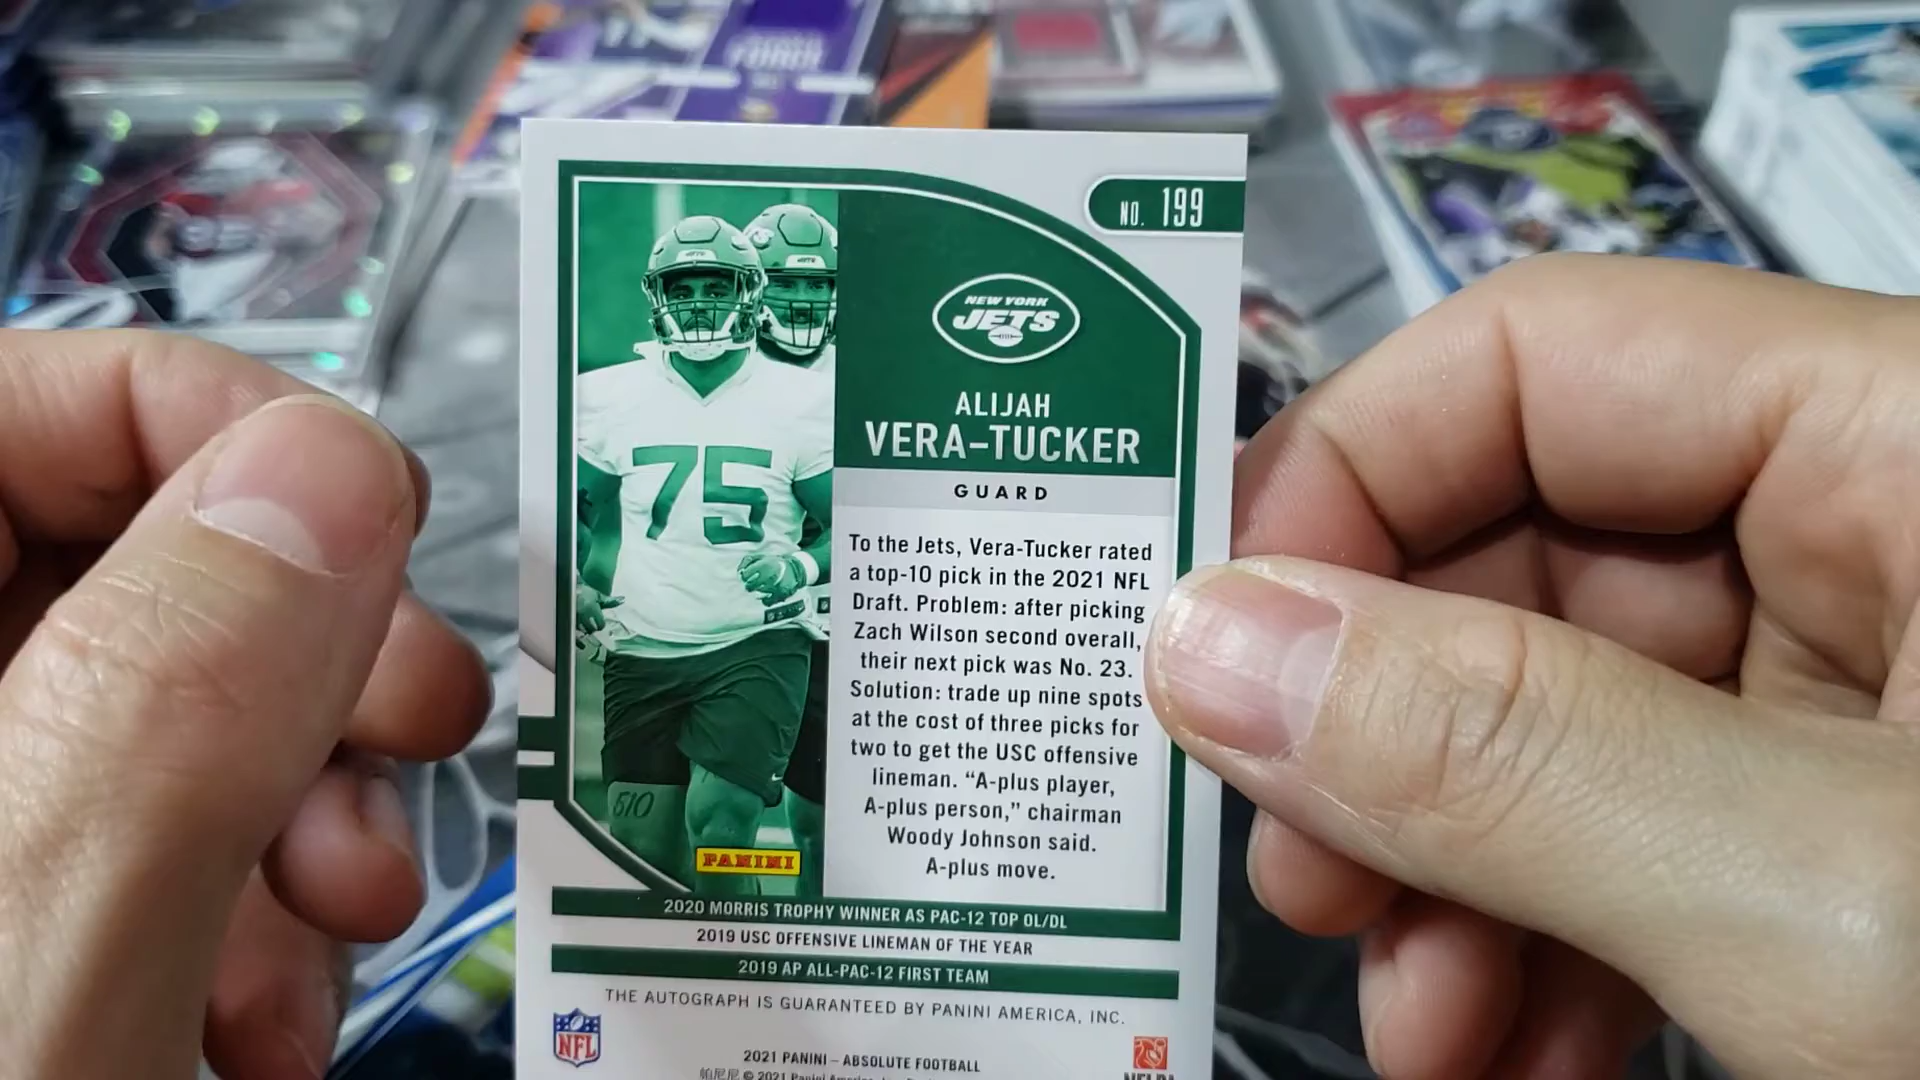 NO. 199
NEW YORK
JETS
ALIJAH
VERA-TUCKER
GUARD
75
To the Jets, Vera-Tucker rated
a top-10 pick in the 2021 NFL
Draft. Problem: after picking
Zach Wilson second overall,
their next pick was No. 23.
Solution: trade up nine spots
at the cost of three picks for
two to get the USC offensive
lineman. “A-plus player,
A-plus person,” chairman
Woody Johnson said.
A-plus move.
PANINI
2020 MORRIS TROPHY WINNER AS PAC-12 TOP OL/DL
2019 USC OFFENSIVE LINEMAN OF THE YEAR
2019 AP ALL-PAC-12 FIRST TEAM
THE AUTOGRAPH IS GUARANTEED BY PANINI AMERICA, INC.
NFL
2021 PANINI – ABSOLUTE FOOTBALL
© 2021 Panini America, Inc.